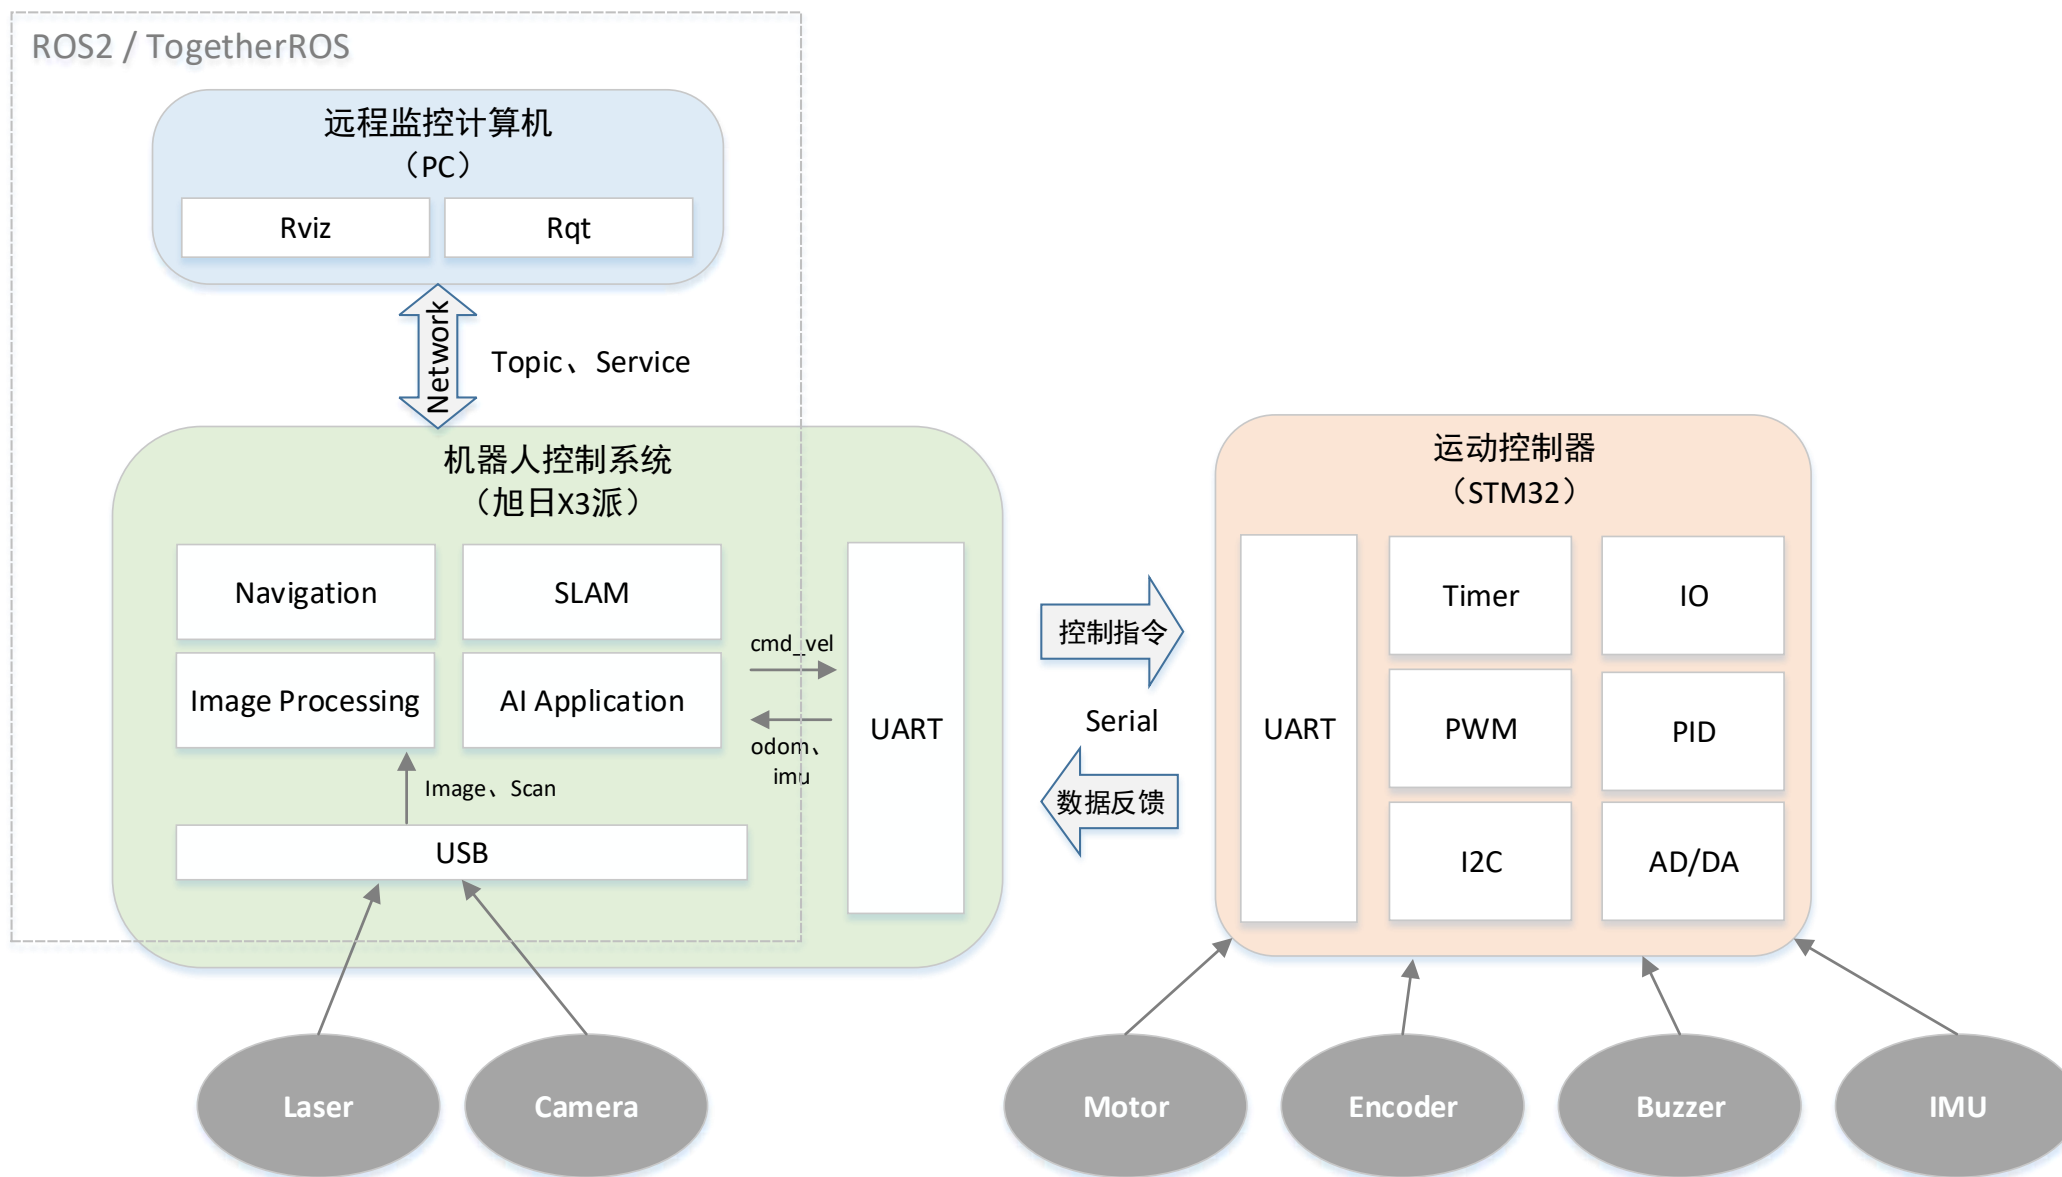 ROS2 / TogetherROS
远程监控计算机
（PC）
Rviz
Rqt
Network
Topic、Service
机器人控制系统
（旭日X3派）
Navigation
SLAM
Image Processing
AI Application
cmd_vel
odom、
imu
UART
Image、Scan
USB
控制指令
Serial
数据反馈
运动控制器
（STM32）
UART
Timer
IO
PWM
PID
I2C
AD/DA
Laser
Camera
Motor
Encoder
Buzzer
IMU